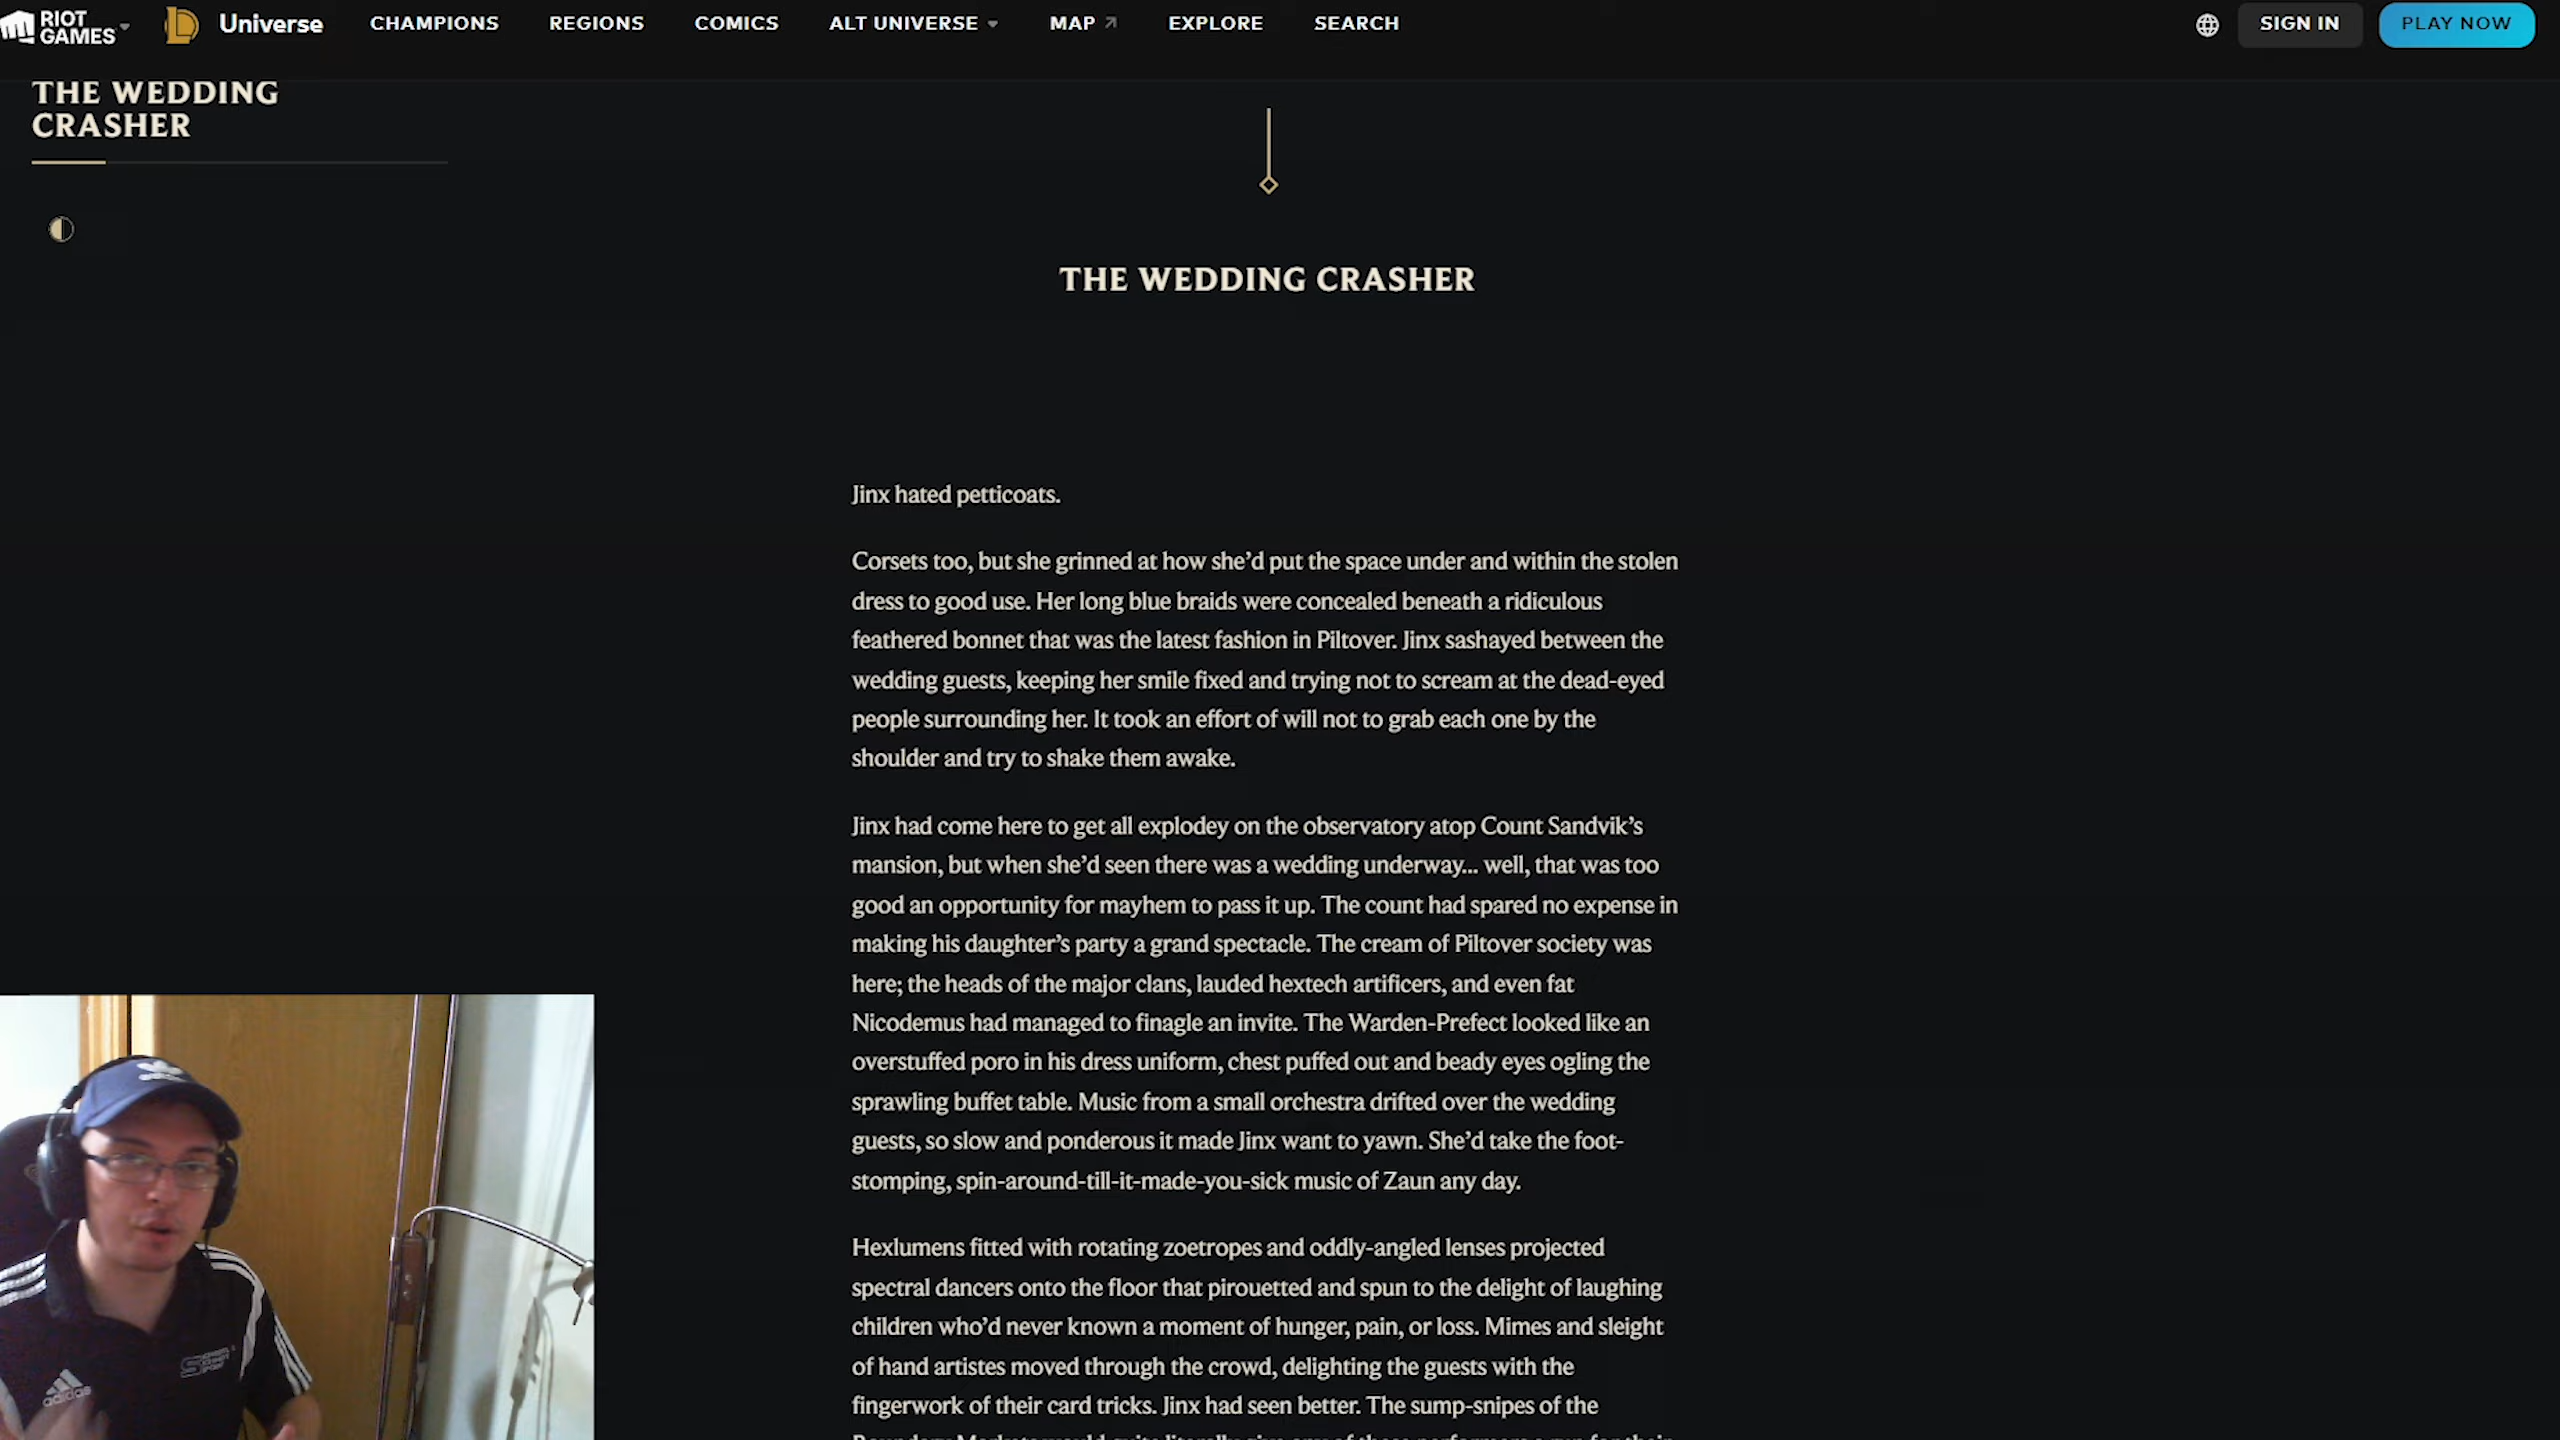 RIOT GAMES
Universe
CHAMPIONS
REGIONS
COMICS
ALT UNIVERSE
MAP
EXPLORE
SEARCH
SIGN IN
PLAY NOW
THE WEDDING
CRASHER
THE WEDDING CRASHER
Jinx hated petticoats.
Corsets too, but she grinned at how she’d put the space under and within the stolen
dress to good use. Her long blue braids were concealed beneath a ridiculous
feathered bonnet that was the latest fashion in Piltover. Jinx sashayed between the
wedding guests, keeping her smile fixed and trying not to scream at the dead-eyed
people surrounding her. It took an effort of will not to grab each one by the
shoulder and try to shake them awake.
Jinx had come here to get all explodey on the observatory atop Count Sandvik’s
mansion, but when she’d seen there was a wedding underway... well, that was too
good an opportunity for mayhem to pass it up. The count had spared no expense in
making his daughter’s party a grand spectacle. The cream of Piltover society was
here; the heads of the major clans, lauded hextech artificers, and even fat
Nicodemus had managed to finagle an invite. The Warden-Prefect looked like an
overstuffed poro in his dress uniform, chest puffed out and beady eyes ogling the
sprawling buffet table. Music from a small orchestra drifted over the wedding
guests, so slow and ponderous it made Jinx want to yawn. She’d take the foot-
stomping, spin-around-till-it-made-you-sick music of Zaun any day.
Hexlumens fitted with rotating zoetropes and oddly-angled lenses projected
spectral dancers onto the floor that pirouetted and spun to the delight of laughing
children who’d never known a moment of hunger, pain, or loss. Mimes and sleight
of hand artistes moved through the crowd, delighting the guests with the
fingerwork of their card tricks. Jinx had seen better. The sump-snipes of the
adidas